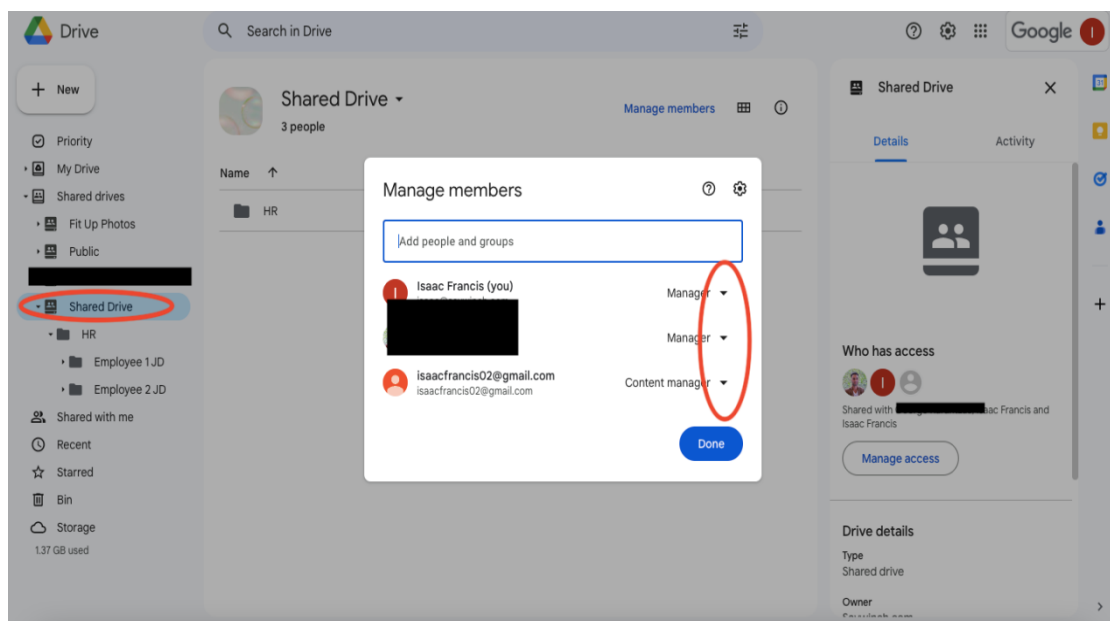 Drive
Search in Drive
Google
I
New
Priority
My Drive
Shared drives
Fit Up Photos
Public
Shared Drive
HR
Employee 1 JD
Employee 2 JD
Shared with me
Recent
Starred
Bin
Storage
1.37 GB used
Shared Drive
3 people
Manage members
Name
HR
Manage members
Add people and groups
I
Isaac Francis (you)
Manager
Manager
isaacfrancis02@gmail.com
isaacfrancis02@gmail.com
Content manager
Done
Shared Drive
Details
Activity
Who has access
I
Shared with aac Francis and
Isaac Francis
Manage access
Drive details
Type
Shared drive
Owner
31